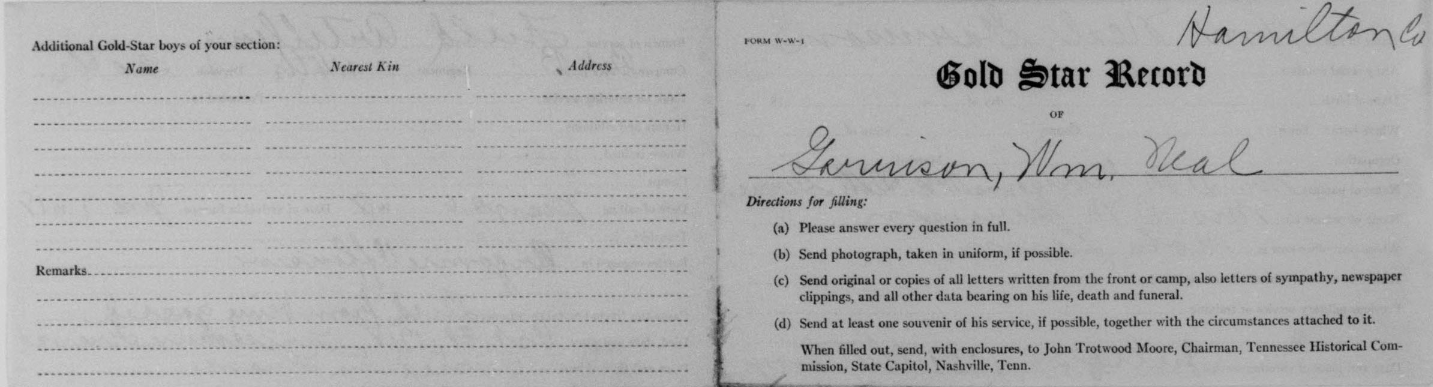 Additional Gold-Star boys of your section:
Name Nearest Kin Address
Remarks
FORM W-W-1
Hamilton Co
Gold Star Record
OF
Garrison, Wm. Neal
Directions for filling:
(a) Please answer every question in full.
(b) Send photograph, taken in uniform, if possible.
(c) Send original or copies of all letters written from the front or camp, also letters of sympathy, newspaper
clippings, and all other data bearing on his life, death and funeral.
(d) Send at least one souvenir of his service, if possible, together with the circumstances attached to it.
When filled out, send, with enclosures, to John Trotwood Moore, Chairman, Tennessee Historical Com-
mission, State Capitol, Nashville, Tenn.